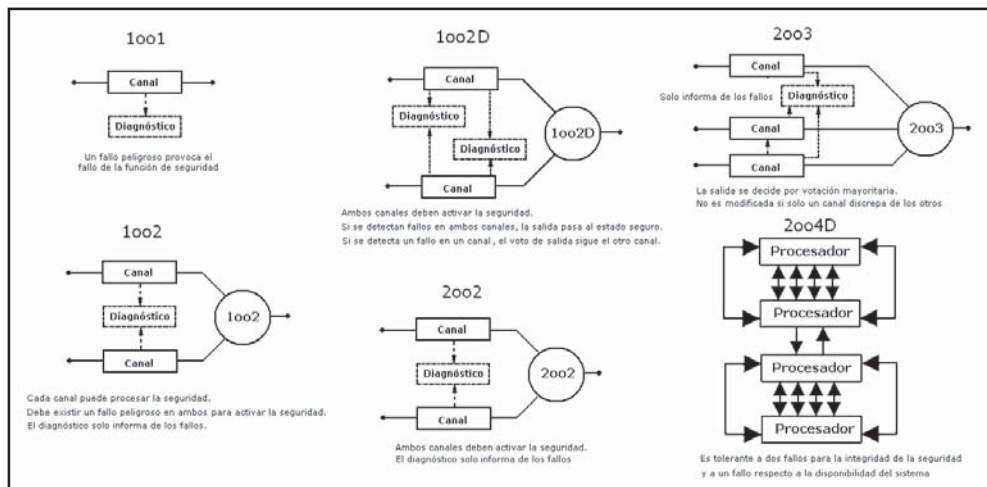 1oo1
Canal
Diagnóstico
Un fallo peligroso provoca el
fallo de la función de seguridad
1oo2D
Canal
Diagnóstico
Diagnóstico
Canal
1oo2D
Ambos canales deben activar la seguridad.
Si se detectan fallos en ambos canales, la salida pasa al estado seguro.
Si se detecta un fallo en un canal , el voto de salida sigue el otro canal.
2oo3
Canal
Solo informa de los fallos
Diagnóstico
Canal
Canal
2oo3
La salida se decide por votación mayoritaria.
No es modificada si solo un canal discrepa de los otros
1oo2
Canal
Diagnóstico
Canal
1oo2
Cada canal puede procesar la seguridad.
Debe existir un fallo peligroso en ambos para activar la seguridad.
El diagnóstico solo informa de los fallos.
2oo2
Canal
Diagnóstico
Canal
2oo2
Ambos canales deben activar la seguridad.
El diagnóstico solo informa de los fallos
2oo4D
Procesador
Procesador
Procesador
Procesador
Es tolerante a dos fallos para la integridad de la seguridad
y a un fallo respecto a la disponibilidad del sistema